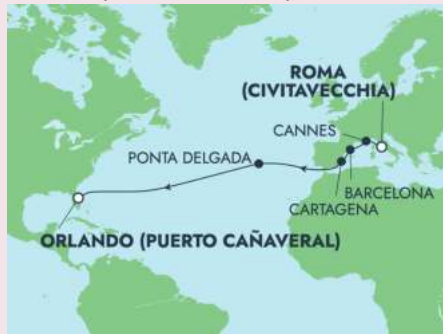 ROMA
(CIVITAVECCHIA)
CANNES
PONTA DELGADA
BARCELONA
CARTAGENA
ORLANDO (PUERTO CAÑAVERAL)